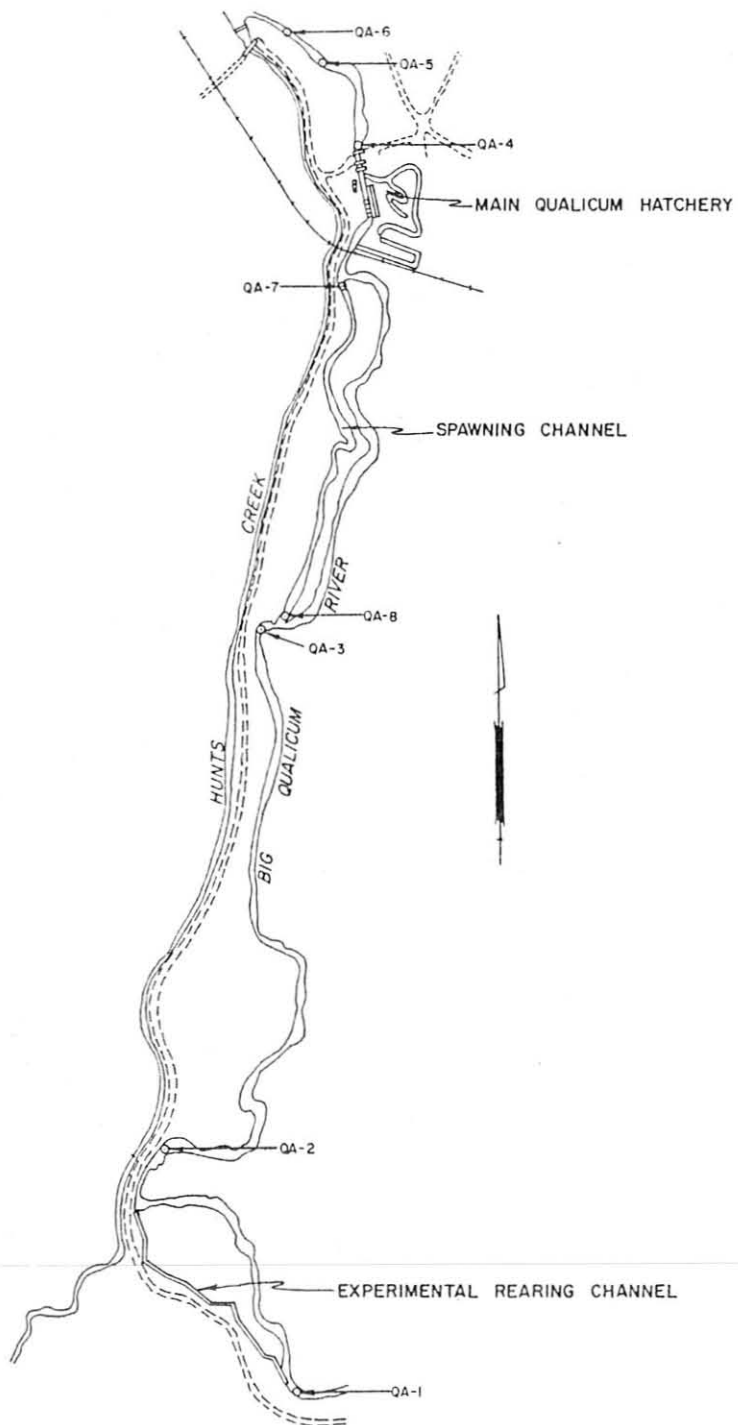 QA-6
QA-5
QA-4
MAIN QUALICUM HATCHERY
QA-7
SPAWNING CHANNEL
CREEK
RIVER
QA-8
QA-3
HUNTS
QUALICUM
BIG
QA-2
EXPERIMENTAL REARING CHANNEL
QA-1